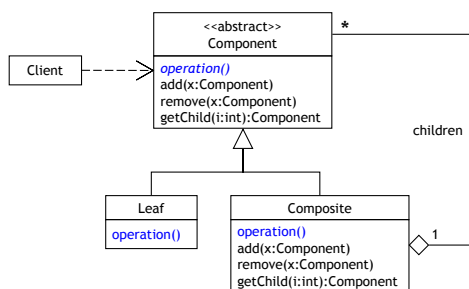 <<abstract>>
Component
*
Client
operation()
add(x:Component)
remove(x:Component)
getChild(i:int):Component
children
Leaf
operation()
Composite
operation()
add(x:Component)
remove(x:Component)
getChild(i:int):Component
1